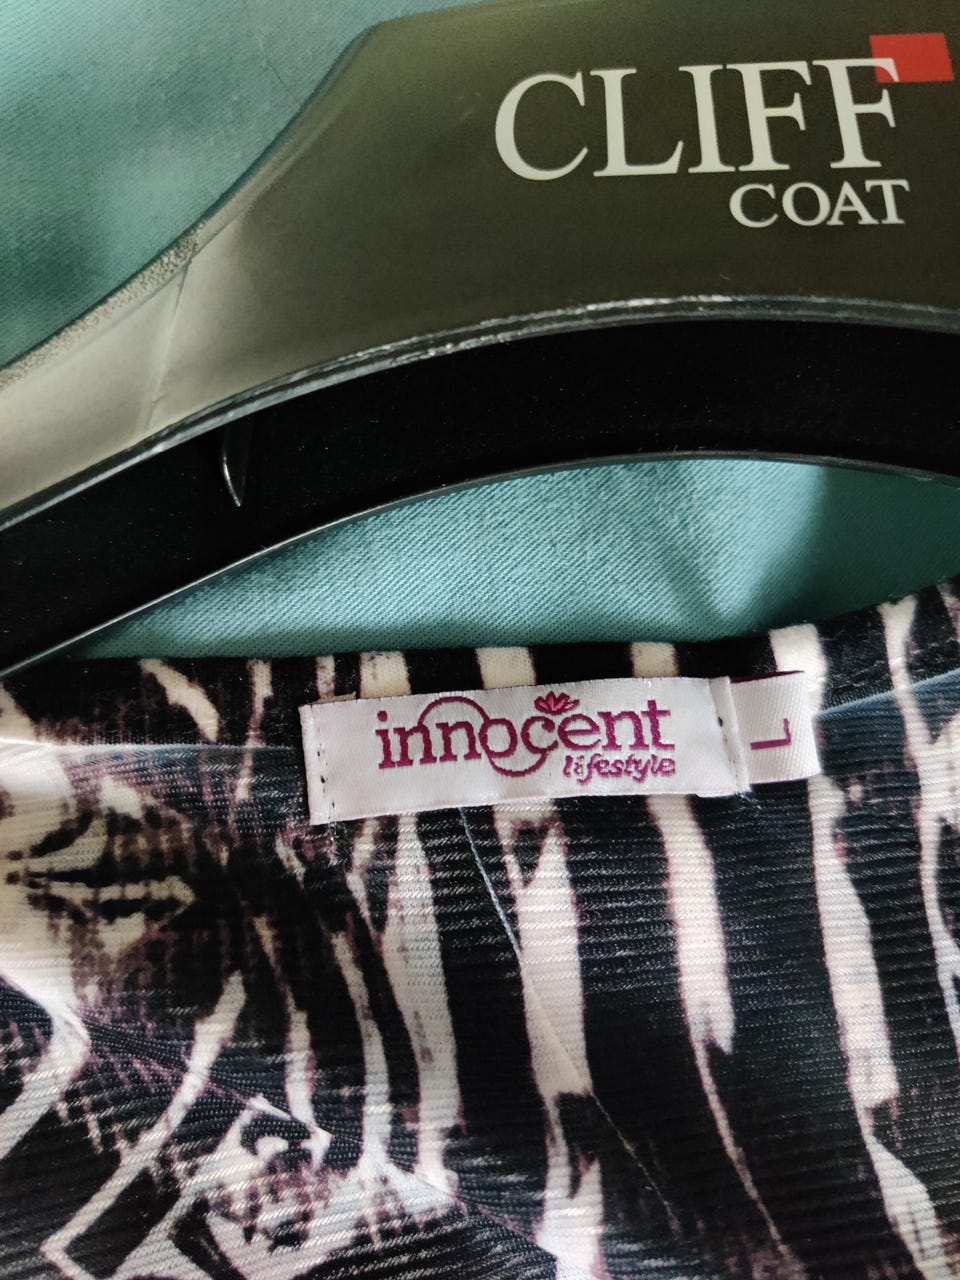 CLIFF
COAT
innocent
lifestyle
L